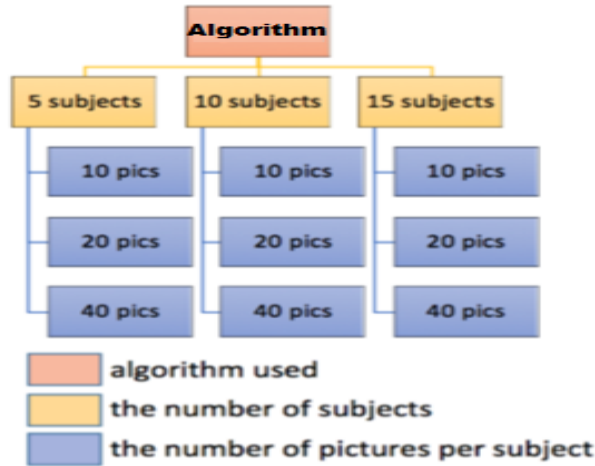 Algorithm
5 subjects
10 subjects
15 subjects
10 pics
10 pics
10 pics
20 pics
20 pics
20 pics
40 pics
40 pics
40 pics
algorithm used
the number of subjects
the number of pictures per subject